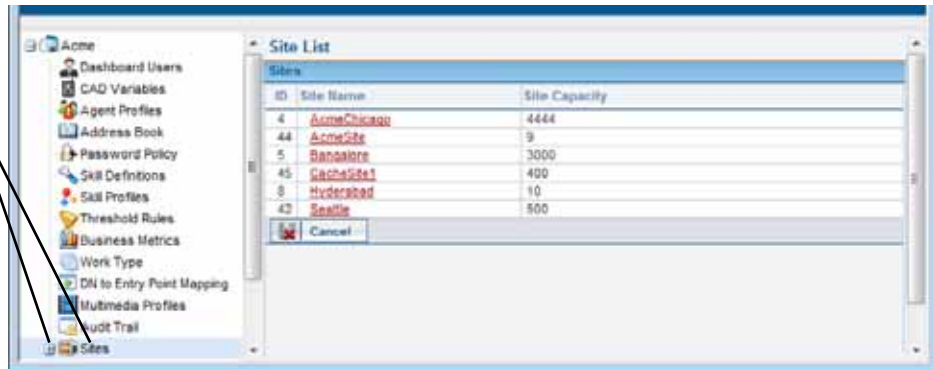 Acme
Dashboard Users
CAD Variables
Agent Profiles
Address Book
Password Policy
Skill Definitions
Skill Profiles
Threshold Rules
Business Metrics
Work Type
DN to Entry Point Mapping
Multimedia Profiles
Audit Trail
Sites
Site List
Sites
ID Site Name Site Capacity
4 AcmeChicago 4444
44 AcmeSite 9
5 Bangalore 3000
45 CacheSite1 400
8 Hyderabad 10
43 Seattle 500
Cancel